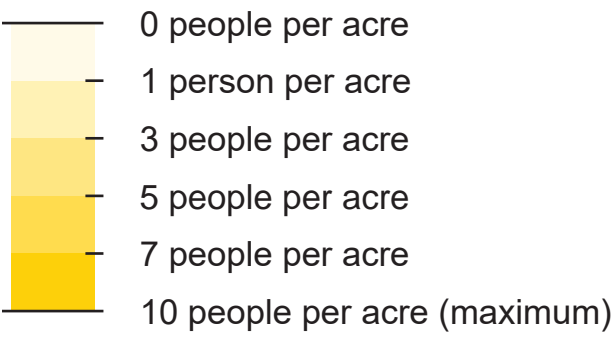 0 people per acre
1 person per acre
3 people per acre
5 people per acre
7 people per acre
10 people per acre (maximum)